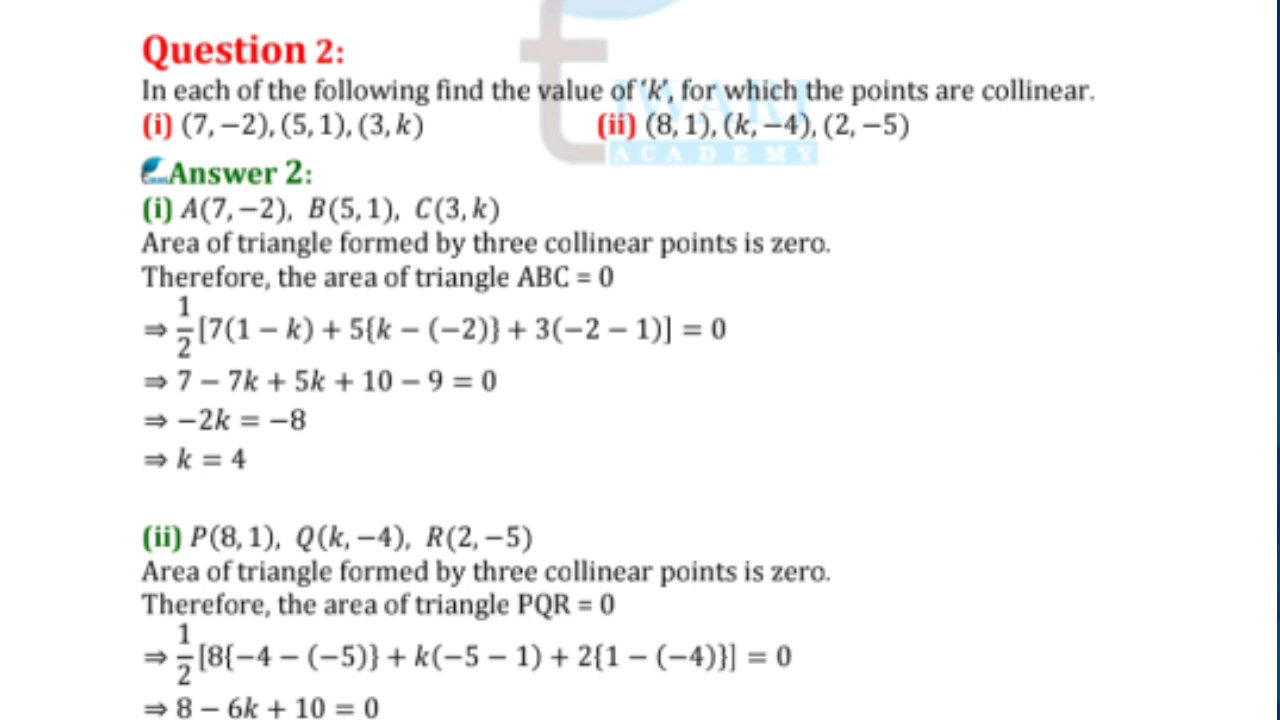 Question 2:
In each of the following find the value of 'k', for which the points are collinear.
(i) (7, −2), (5, 1), (3, k) (ii) (8, 1), (k, −4), (2, −5)
IWARI
ACADEMY
Answer 2:
(i) A(7, −2), B(5, 1), C(3, k)
Area of triangle formed by three collinear points is zero.
Therefore, the area of triangle ABC = 0
⇒ 1/2 [7(1 − k) + 5{k − (−2)} + 3(−2 − 1)] = 0
⇒ 7 − 7k + 5k + 10 − 9 = 0
⇒ −2k = −8
⇒ k = 4
(ii) P(8, 1), Q(k, −4), R(2, −5)
Area of triangle formed by three collinear points is zero.
Therefore, the area of triangle PQR = 0
⇒ 1/2 [8{−4 − (−5)} + k(−5 − 1) + 2{1 − (−4)}] = 0
⇒ 8 − 6k + 10 = 0